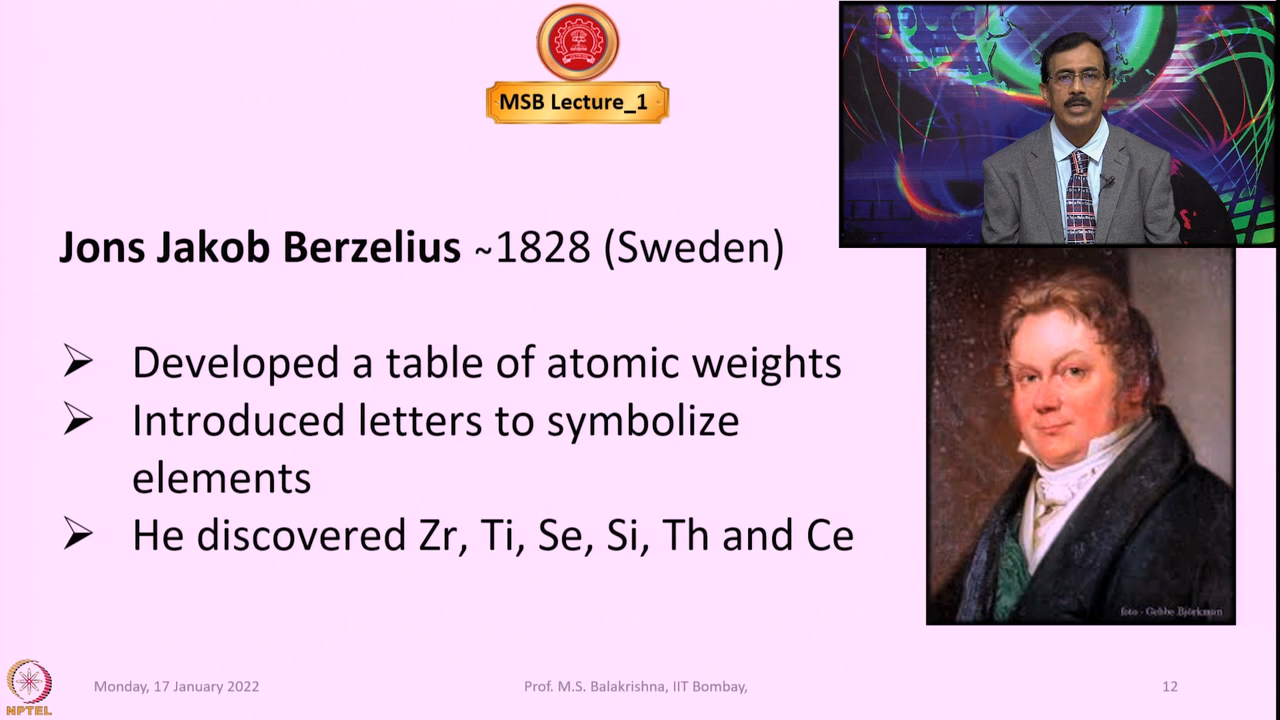 MSB Lecture_1
Jons Jakob Berzelius ~1828 (Sweden)
➢ Developed a table of atomic weights
➢ Introduced letters to symbolize
elements
➢ He discovered Zr, Ti, Se, Si, Th and Ce
foto - Gebbe Björkman
NPTEL
Monday, 17 January 2022
Prof. M.S. Balakrishna, IIT Bombay,
12